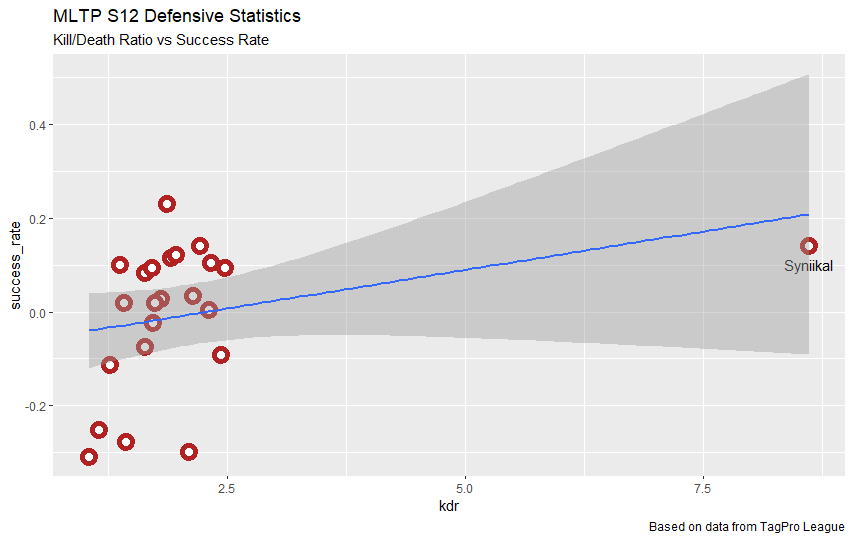 MLTP S12 Defensive Statistics
Kill/Death Ratio vs Success Rate
success_rate
0.4
0.2
0.0
-0.2
Syniikal
2.5
5.0
7.5
kdr
Based on data from TagPro League